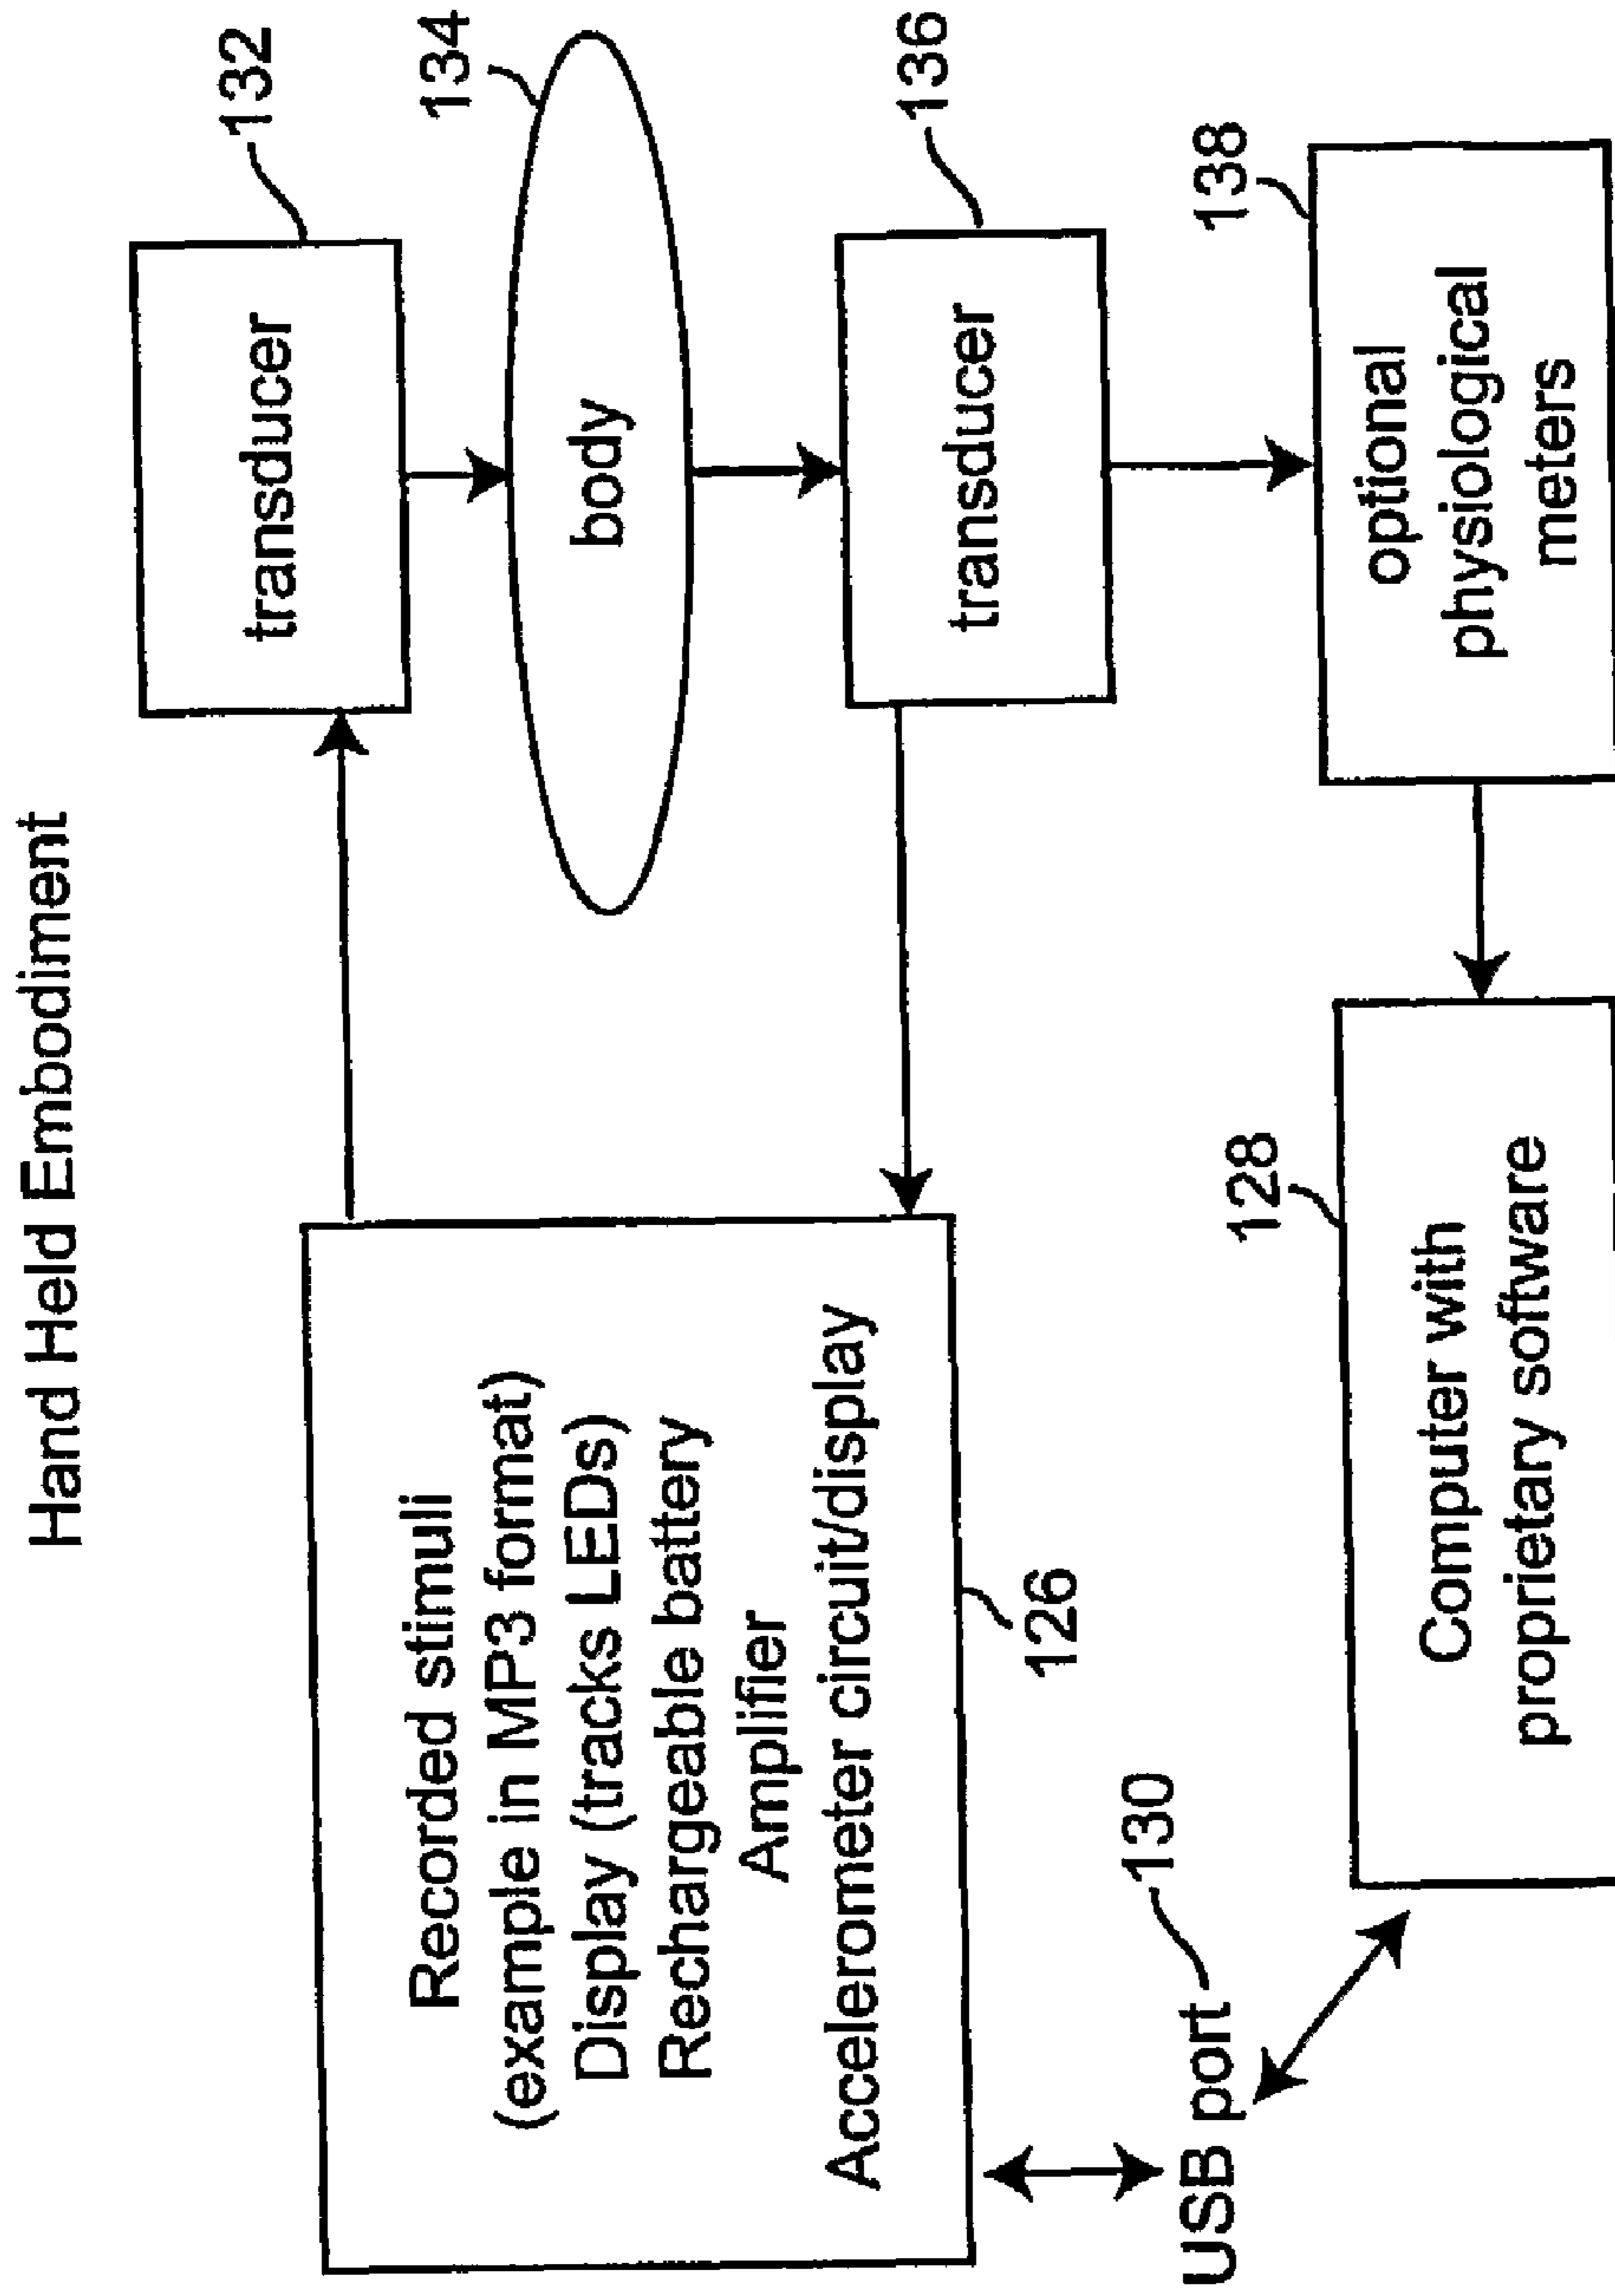 Hand Held Embodiment
Recorded stimuli
(example in MP3 format)
Display (tracks LEDs)
Rechargeable battery
Amplifier
Accelerometer circuit/display
126
transducer
132
body
134
transducer
136
USB port
130
Computer with
proprietary software
128
optional
physiological
meters
138